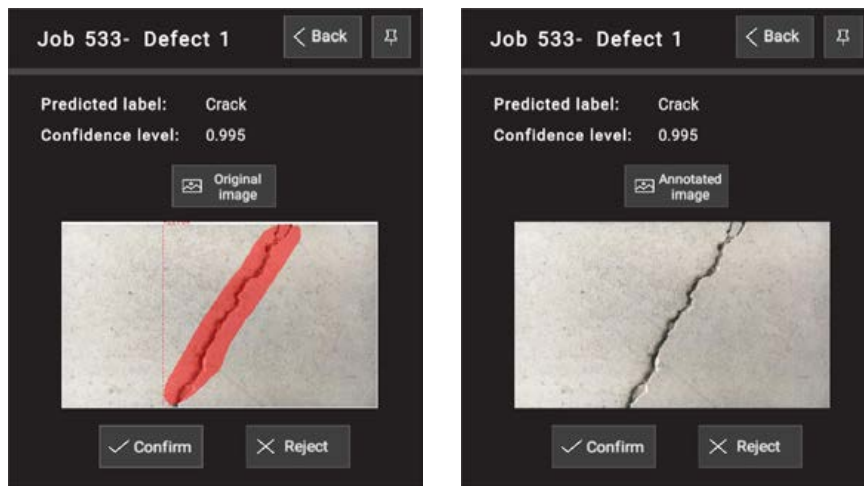 Job 533- Defect 1
Back
Predicted label: Crack
Confidence level: 0.995
Original
image
Confirm
Reject
Job 533- Defect 1
Back
Predicted label: Crack
Confidence level: 0.995
Annotated
image
Confirm
Reject